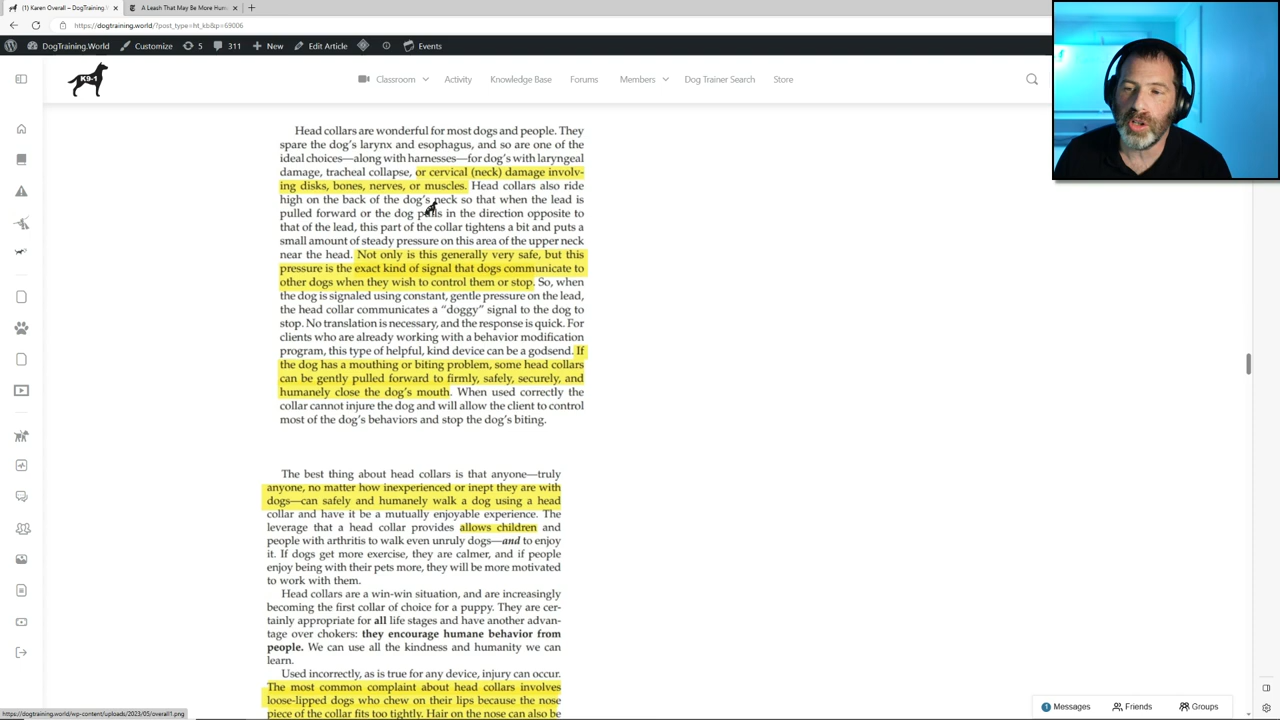 (1) Karen Overall – DogTraining.
A Leash That May Be More Hum
https://dogtraining.world/?post_type=ht_kb&p=69006
DogTraining.World
Customize
5
311
New
Edit Article
Events
K9-1
Classroom
Activity
Knowledge Base
Forums
Members
Dog Trainer Search
Store
Head collars are wonderful for most dogs and people. They
spare the dog's larynx and esophagus, and so are one of the
ideal choices—along with harnesses—for dog's with laryngeal
damage, tracheal collapse, or cervical (neck) damage involv-
ing disks, bones, nerves, or muscles. Head collars also ride
high on the back of the dog's neck so that when the lead is
pulled forward or the dog pulls in the direction opposite to
that of the lead, this part of the collar tightens a bit and puts a
small amount of steady pressure on this area of the upper neck
near the head. Not only is this generally very safe, but this
pressure is the exact kind of signal that dogs communicate to
other dogs when they wish to control them or stop. So, when
the dog is signaled using constant, gentle pressure on the lead,
the head collar communicates a “doggy” signal to the dog to
stop. No translation is necessary, and the response is quick. For
clients who are already working with a behavior modification
program, this type of helpful, kind device can be a godsend. If
the dog has a mouthing or biting problem, some head collars
can be gently pulled forward to firmly, safely, securely, and
humanely close the dog's mouth. When used correctly the
collar cannot injure the dog and will allow the client to control
most of the dog's behaviors and stop the dog's biting.
The best thing about head collars is that anyone—truly
anyone, no matter how inexperienced or inept they are with
dogs—can safely and humanely walk a dog using a head
collar and have it be a mutually enjoyable experience. The
leverage that a head collar provides allows children and
people with arthritis to walk even unruly dogs—and to enjoy
it. If dogs get more exercise, they are calmer, and if people
enjoy being with their pets more, they will be more motivated
to work with them.
Head collars are a win-win situation, and are increasingly
becoming the first collar of choice for a puppy. They are cer-
tainly appropriate for all life stages and have another advan-
tage over chokers: they encourage humane behavior from
people. We can use all the kindness and humanity we can
learn.
Used incorrectly, as is true for any device, injury can occur.
The most common complaint about head collars involves
loose-lipped dogs who chew on their lips because the nose
piece of the collar fits too tightly. Hair on the nose can also be
https://dogtraining.world/wp-content/uploads/2023/05/overall1.png
1
Messages
Friends
Groups